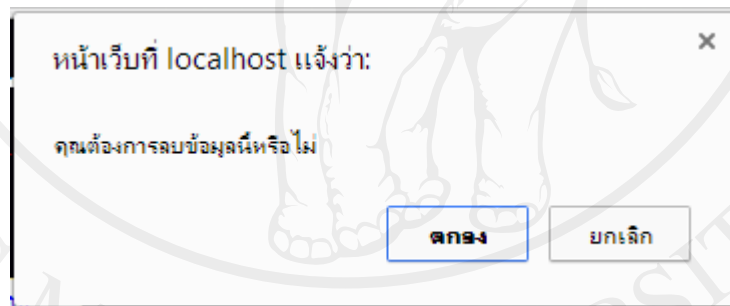 หน้าเว็บที่ localhost แจ้งว่า:
คุณต้องการลบข้อมูลนี้หรือไม่
ตกลง ยกเลิก